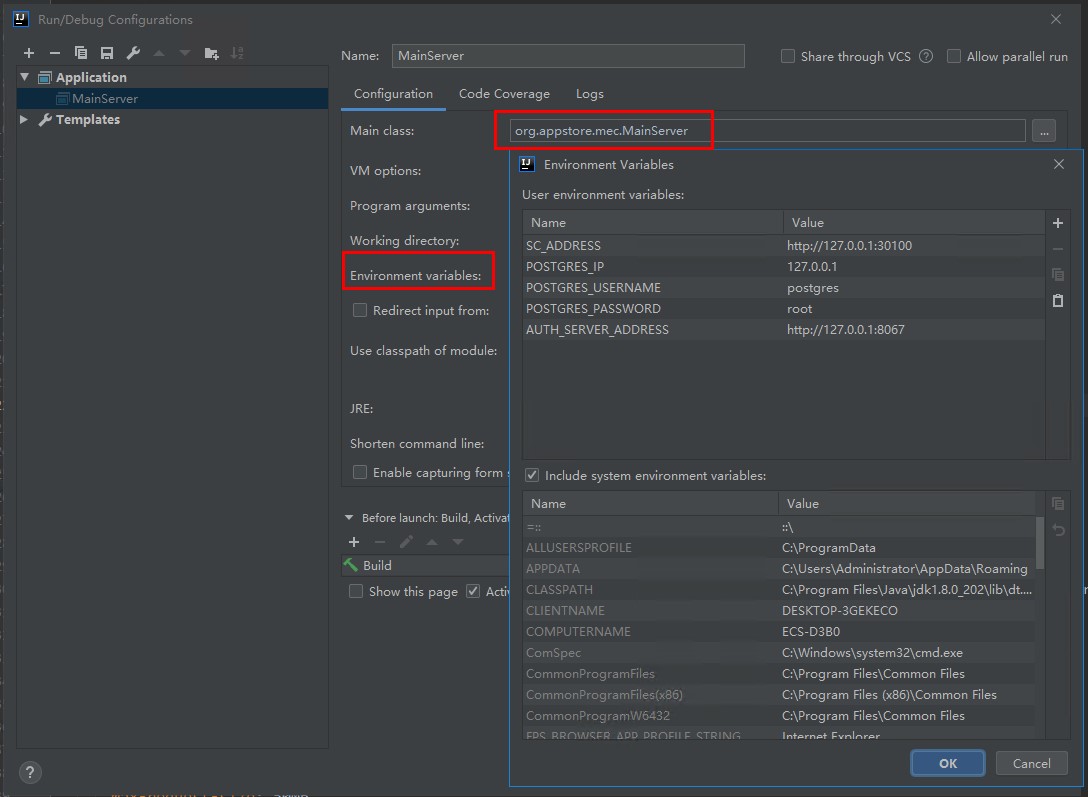 Run/Debug Configurations
Name: MainServer
Share through VCS
Allow parallel run
Application
MainServer
Templates
Configuration Code Coverage Logs
Main class: org.appstore.mec.MainServer
...
VM options:
Program arguments:
Working directory:
Environment variables:
Redirect input from:
Use classpath of module:
JRE:
Shorten command line:
Enable capturing form
Before launch: Build, Activat
Build
Show this page Acti
Environment Variables
User environment variables:
Name Value
SC_ADDRESS http://127.0.0.1:30100
POSTGRES_IP 127.0.0.1
POSTGRES_USERNAME postgres
POSTGRES_PASSWORD root
AUTH_SERVER_ADDRESS http://127.0.0.1:8067
Include system environment variables:
Name Value
=:: ::\
ALLUSERSPROFILE C:\ProgramData
APPDATA C:\Users\Administrator\AppData\Roaming
CLASSPATH C:\Program Files\Java\jdk1.8.0_202\lib\dt....
CLIENTNAME DESKTOP-3GEKECO
COMPUTERNAME ECS-D3B0
ComSpec C:\Windows\system32\cmd.exe
CommonProgramFiles C:\Program Files\Common Files
CommonProgramFiles(x86) C:\Program Files (x86)\Common Files
CommonProgramW6432 C:\Program Files\Common Files
FPS_BROWSER_APP_PROFILE_STRING Internet Explorer
OK Cancel